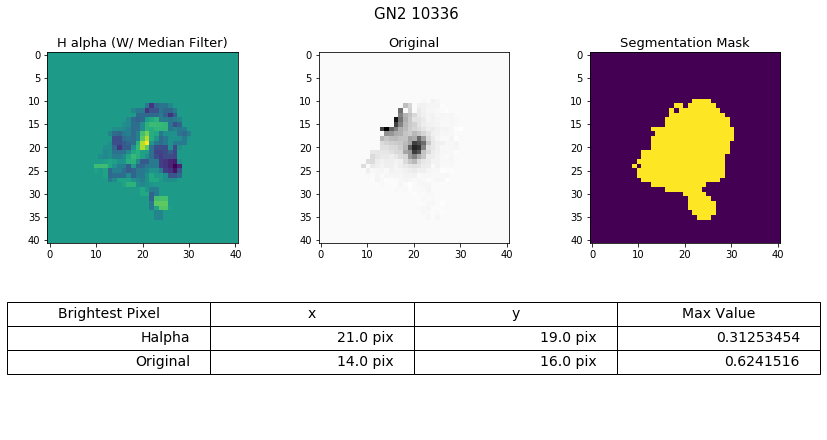 GN2 10336
H alpha (W/ Median Filter)
Original
Segmentation Mask
0
5
10
15
20
25
30
35
40
0 10 20 30 40
0
5
10
15
20
25
30
35
40
0 10 20 30 40
0
5
10
15
20
25
30
35
40
0 10 20 30 40
Brightest Pixel x y Max Value
Halpha 21.0 pix 19.0 pix 0.31253454
Original 14.0 pix 16.0 pix 0.6241516